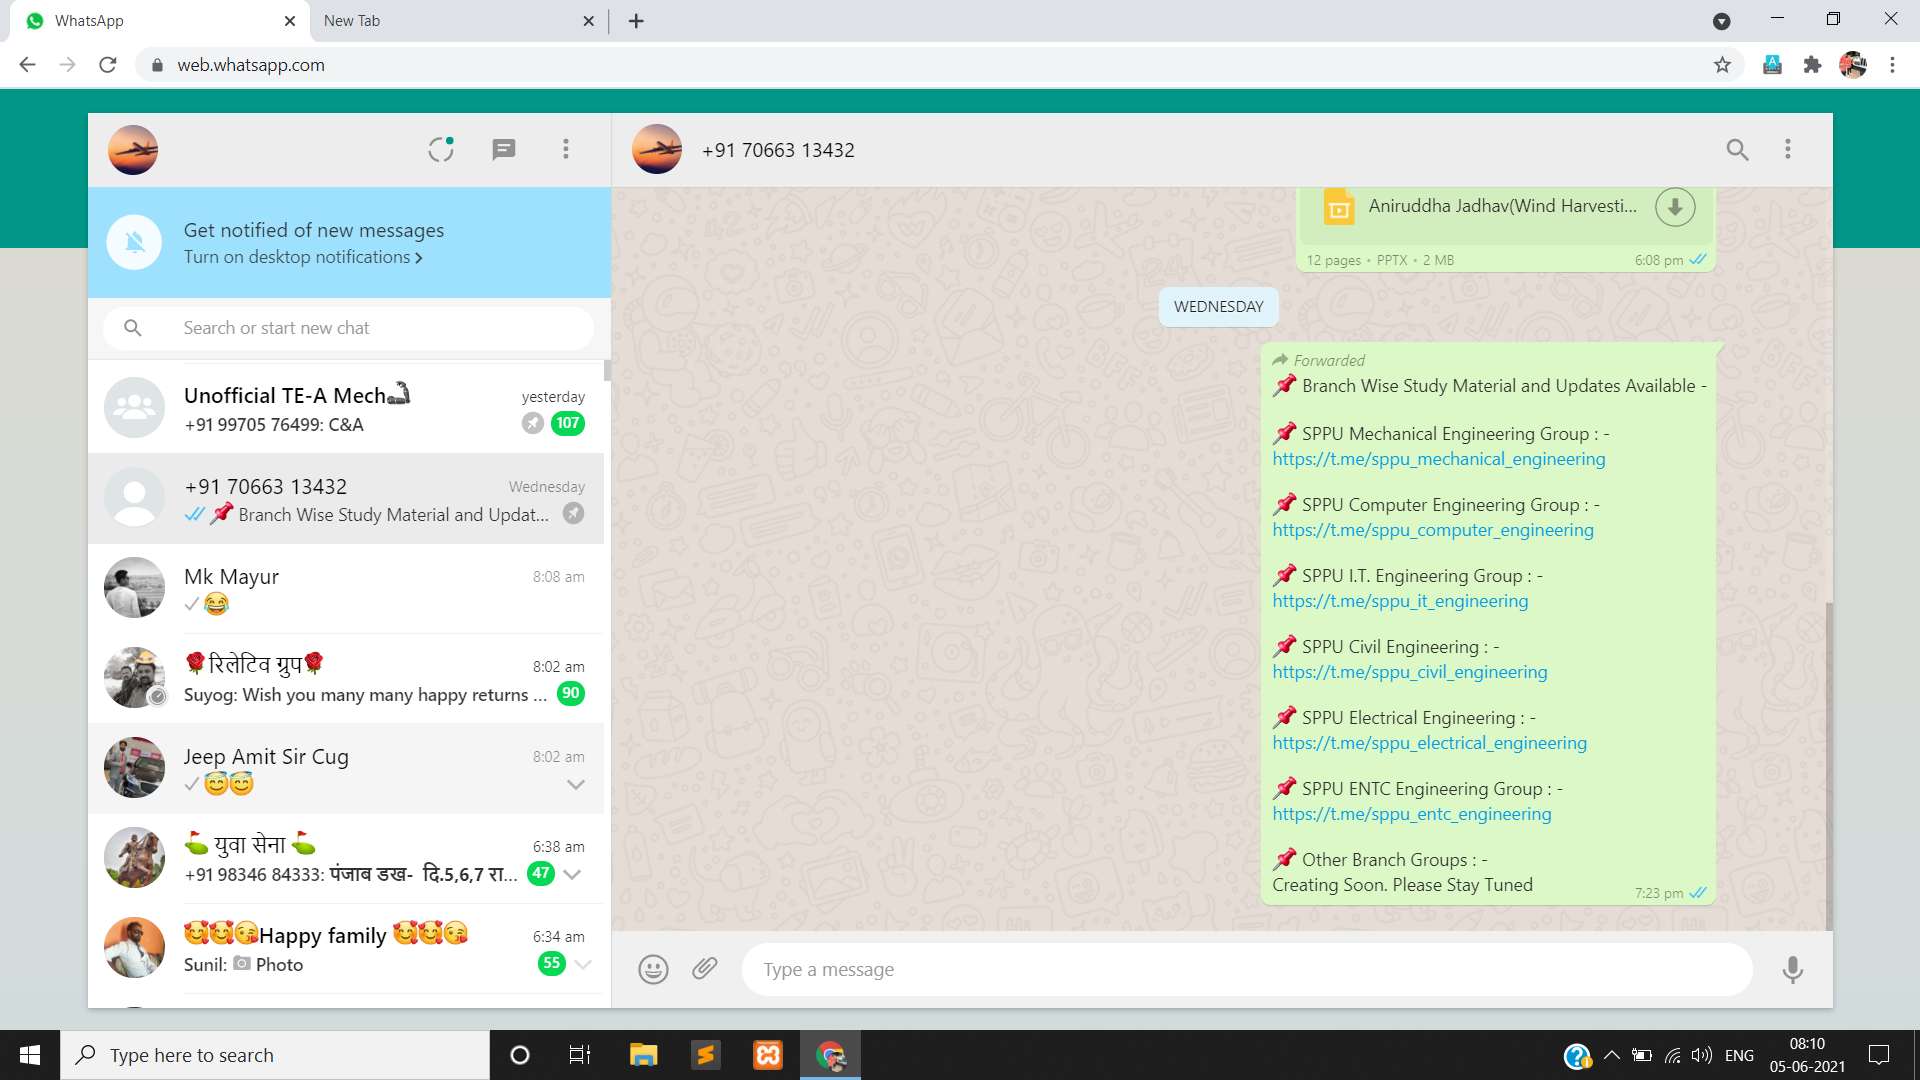 WhatsApp
New Tab
web.whatsapp.com
Get notified of new messages
Turn on desktop notifications
Search or start new chat
Unofficial TE-A Mech🦾
yesterday
+91 99705 76499: C&A
107
+91 70663 13432
Wednesday
📌 Branch Wise Study Material and Updat...
Mk Mayur
8:08 am
😂
🌹रिलेटिव ग्रुप🌹
8:02 am
Suyog: Wish you many many happy returns ...
90
Jeep Amit Sir Cug
8:02 am
😇😇
⛳ युवा सेना ⛳
6:38 am
+91 98346 84333: पंजाब डख- दि.5,6,7 रा...
47
🥰🥰😘Happy family 🥰🥰😘
6:34 am
Sunil: 📷 Photo
55
+91 70663 13432
Aniruddha Jadhav(Wind Harvesti...
12 pages • PPTX • 2 MB
6:08 pm
WEDNESDAY
Forwarded
📌 Branch Wise Study Material and Updates Available -
📌 SPPU Mechanical Engineering Group : -
https://t.me/sppu_mechanical_engineering
📌 SPPU Computer Engineering Group : -
https://t.me/sppu_computer_engineering
📌 SPPU I.T. Engineering Group : -
https://t.me/sppu_it_engineering
📌 SPPU Civil Engineering : -
https://t.me/sppu_civil_engineering
📌 SPPU Electrical Engineering : -
https://t.me/sppu_electrical_engineering
📌 SPPU ENTC Engineering Group : -
https://t.me/sppu_entc_engineering
📌 Other Branch Groups : -
Creating Soon. Please Stay Tuned
7:23 pm
Type a message
Type here to search
ENG
08:10
05-06-2021